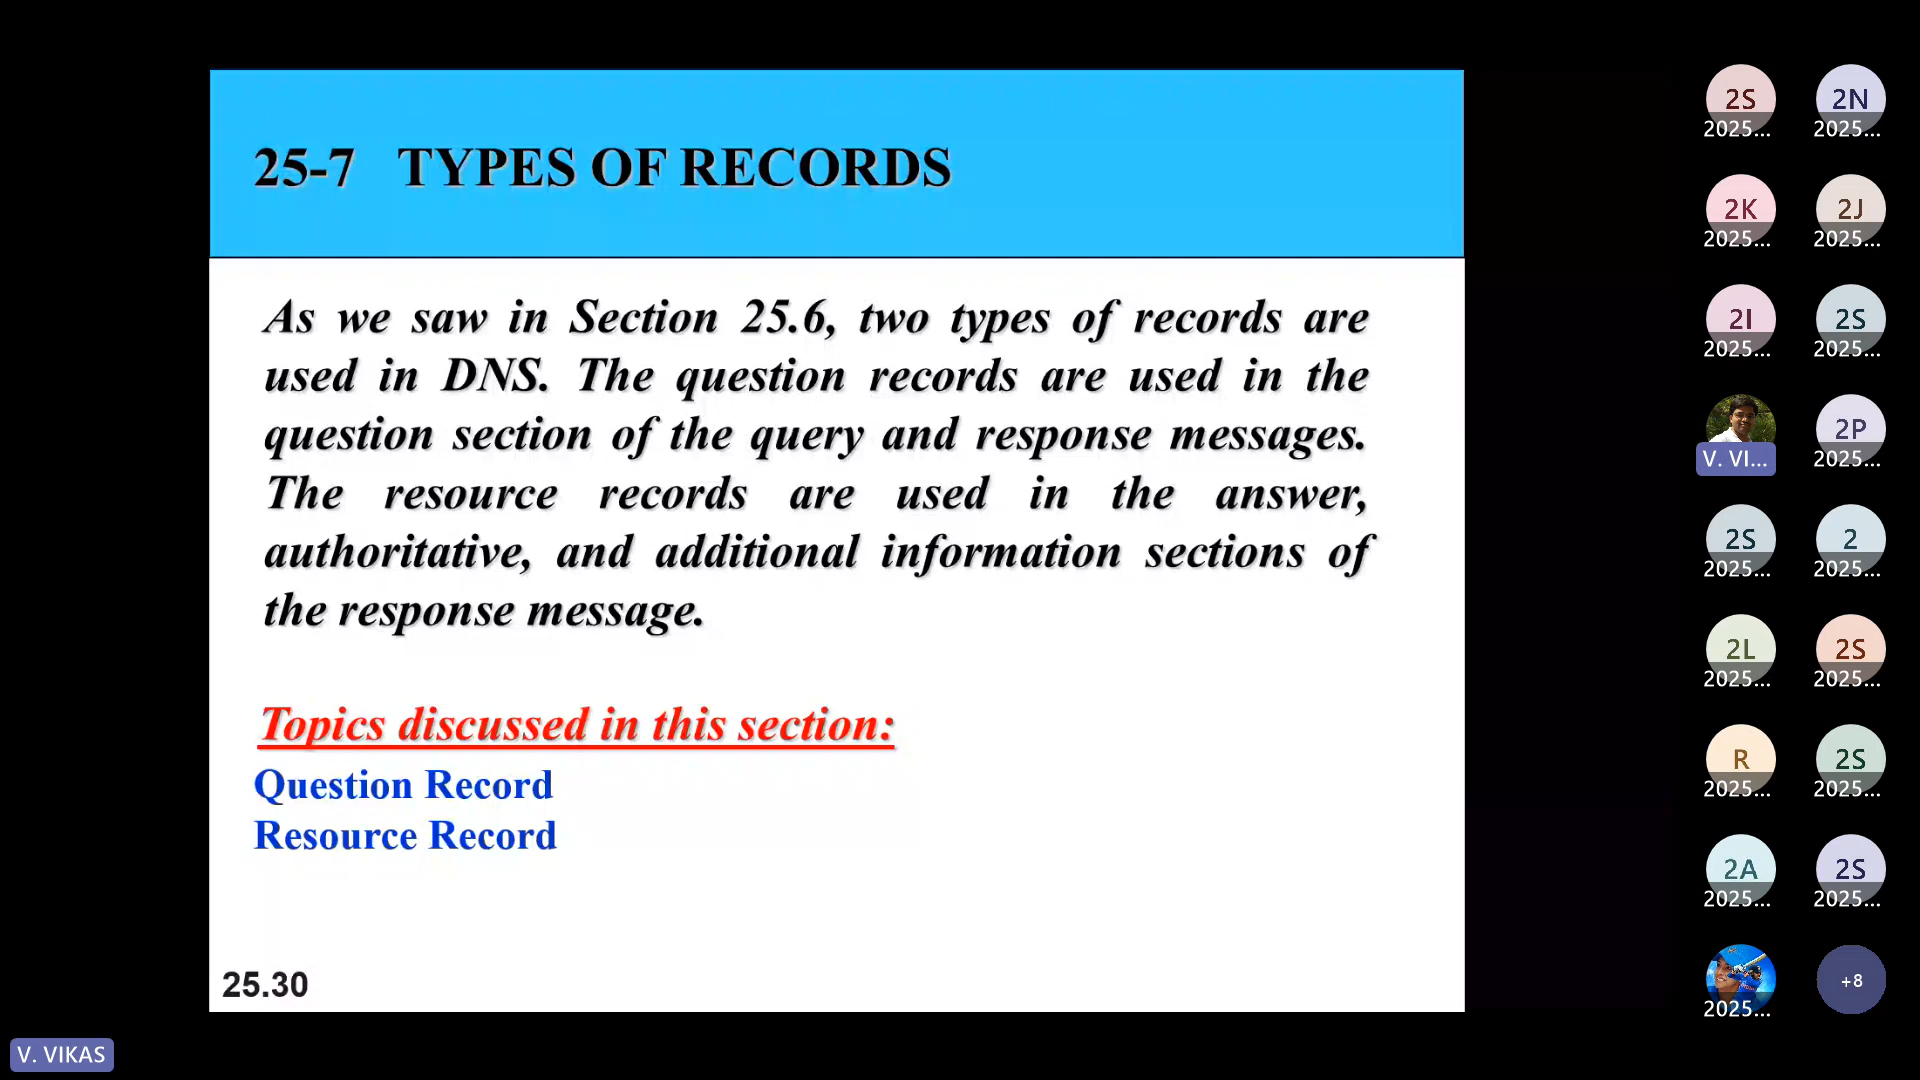 25-7 TYPES OF RECORDS
As we saw in Section 25.6, two types of records are
used in DNS. The question records are used in the
question section of the query and response messages.
The resource records are used in the answer,
authoritative, and additional information sections of
the response message.
Topics discussed in this section:
Question Record
Resource Record
25.30
V. VIKAS
2S 2N
2025... 2025...
2K 2J
2025... 2025...
2I 2S
2025... 2025...
2P
V. VI... 2025...
2S 2
2025... 2025...
2L 2S
2025... 2025...
R 2S
2025... 2025...
2A 2S
2025... 2025...
+8
2025...